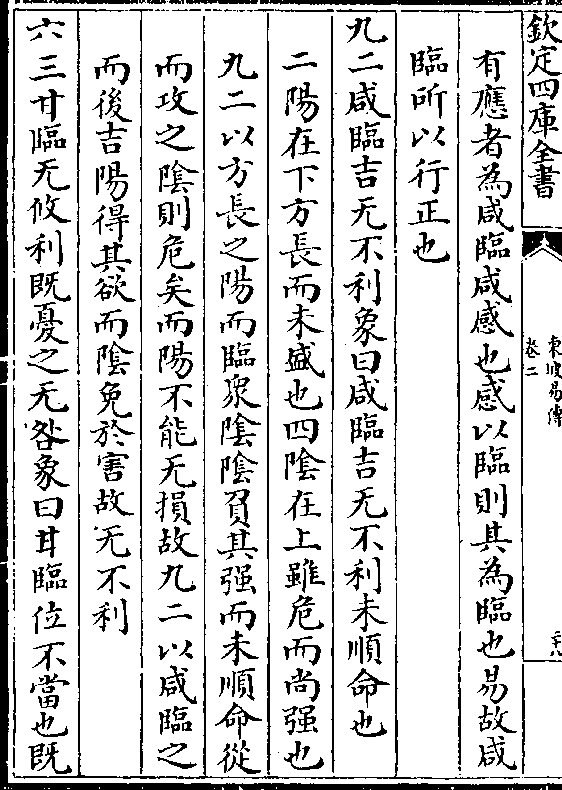 欽定四庫全書
東坡易傳
卷二
二十八
有應者為咸臨咸感也感以臨則其為臨也易故咸
臨所以行正也
九二咸臨吉无不利象曰咸臨吉无不利未順命也
二陽在下方長而未盛也四陰在上雖危而尚强也
九二以方長之陽而臨衆陰陰負其强而未順命從
而攻之陰則危矣而陽不能无損故九二以咸臨之
而後吉陽得其欲而陰免於害故无不利
六三甘臨无攸利既憂之无咎象曰甘臨位不當也既